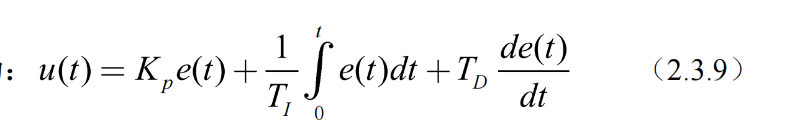 : u(t) = K_p e(t) + \frac{1}{T_I} \int_0^t e(t)dt + T_D \frac{de(t)}{dt} （2.3.9）